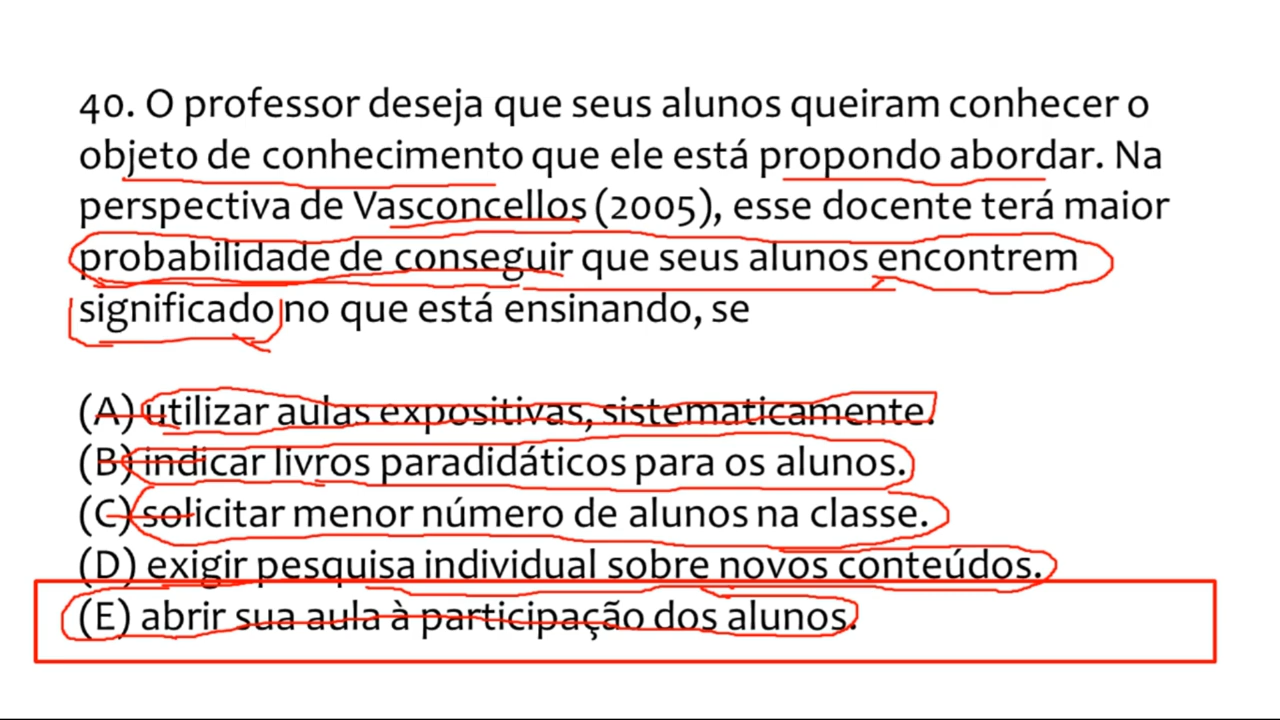 40. O professor deseja que seus alunos queiram conhecer o
objeto de conhecimento que ele está propondo abordar. Na
perspectiva de Vasconcellos (2005), esse docente terá maior
probabilidade de conseguir que seus alunos encontrem
significado no que está ensinando, se
(A) utilizar aulas expositivas, sistematicamente.
(B) indicar livros paradidáticos para os alunos.
(C) solicitar menor número de alunos na classe.
(D) exigir pesquisa individual sobre novos conteúdos.
(E) abrir sua aula à participação dos alunos.